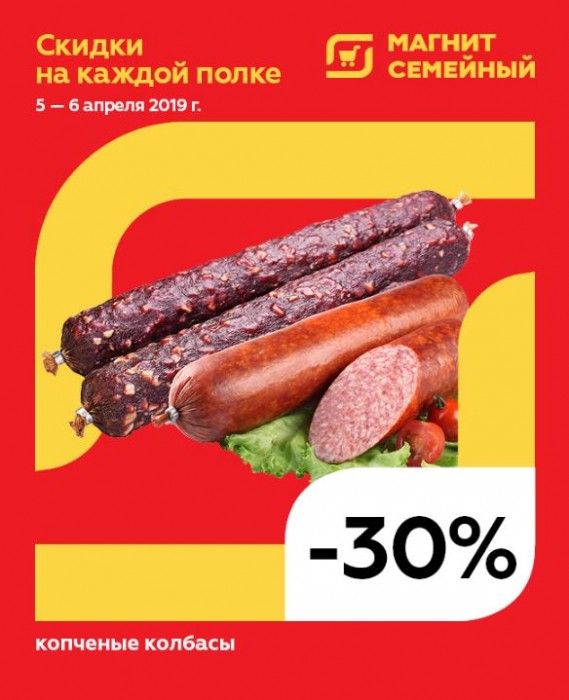 Скидки
на каждой полке
5 — 6 апреля 2019 г.
МАГНИТ
СЕМЕЙНЫЙ
-30%
копченые колбасы